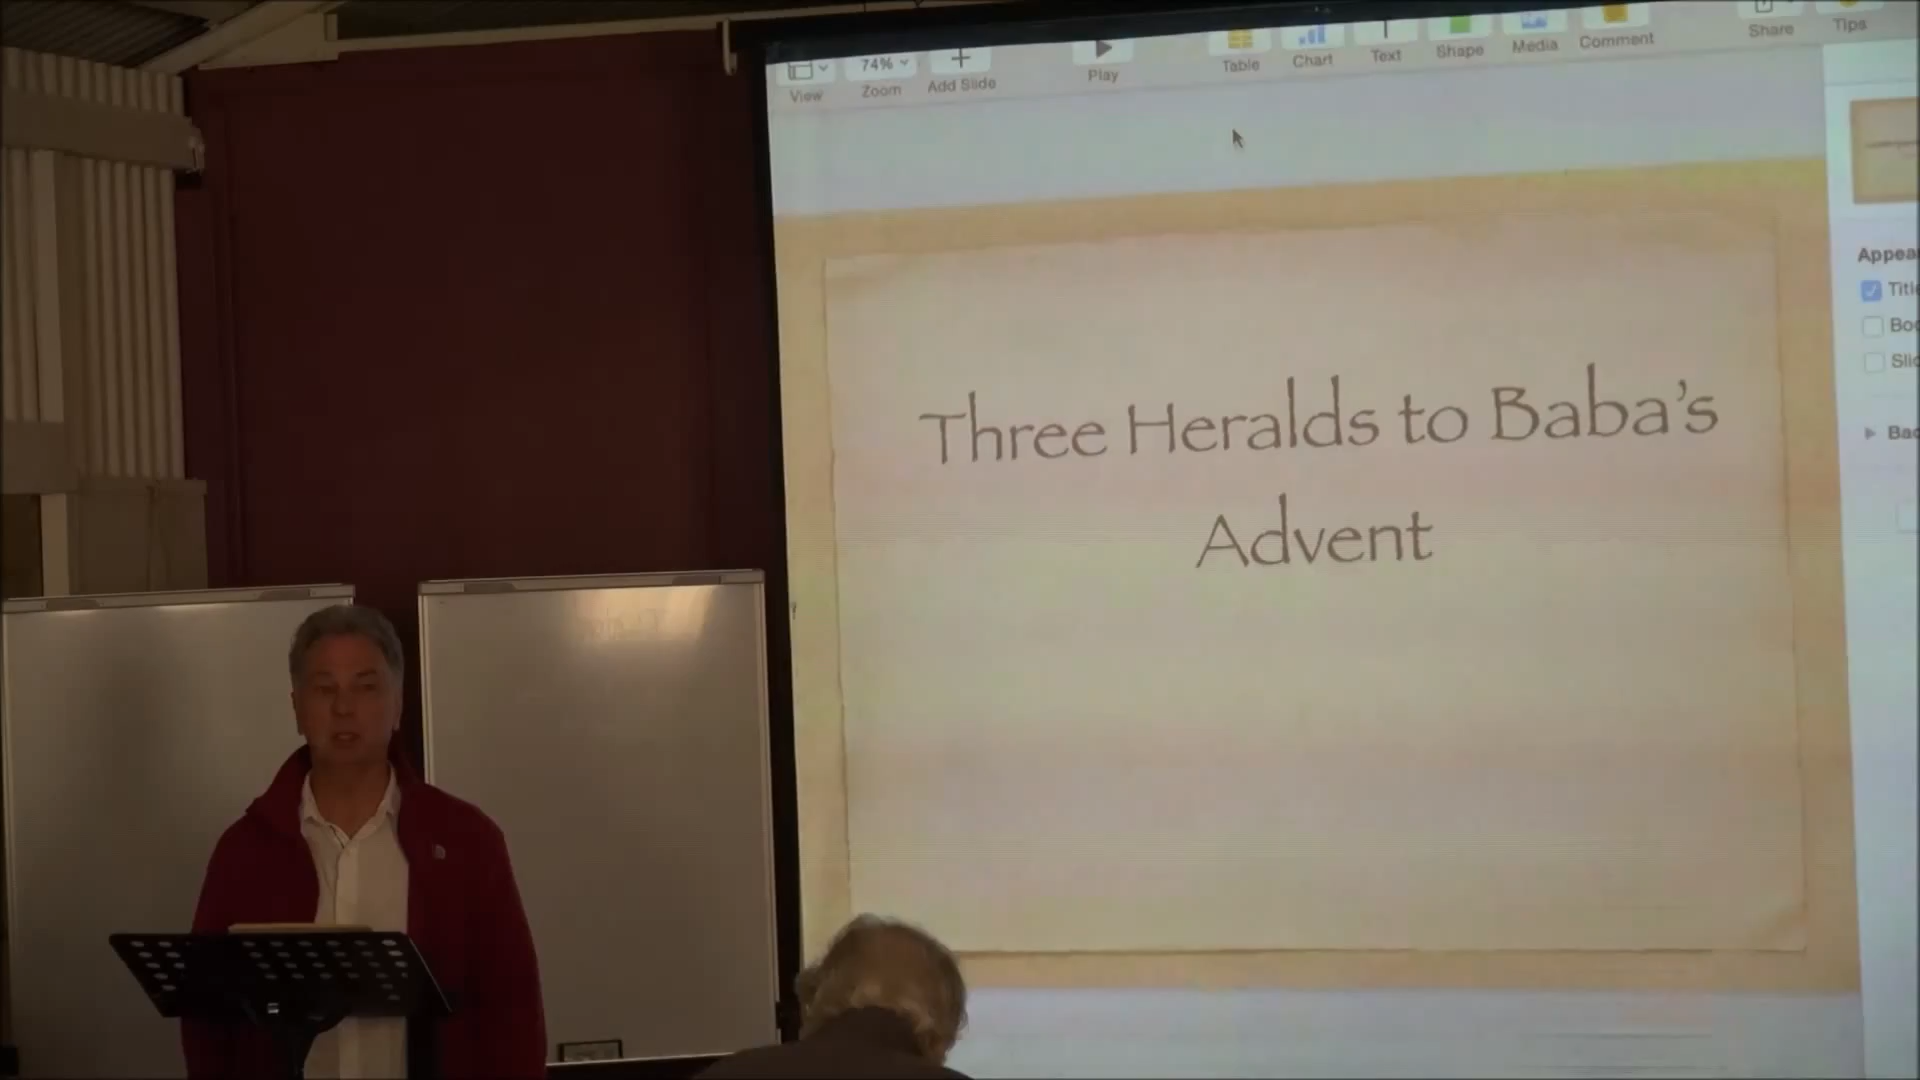 74%
View
Zoom
Add Slide
Play
Table
Chart
Text
Shape
Media
Comment
Share
Tips
Three Heralds to Baba's
Advent